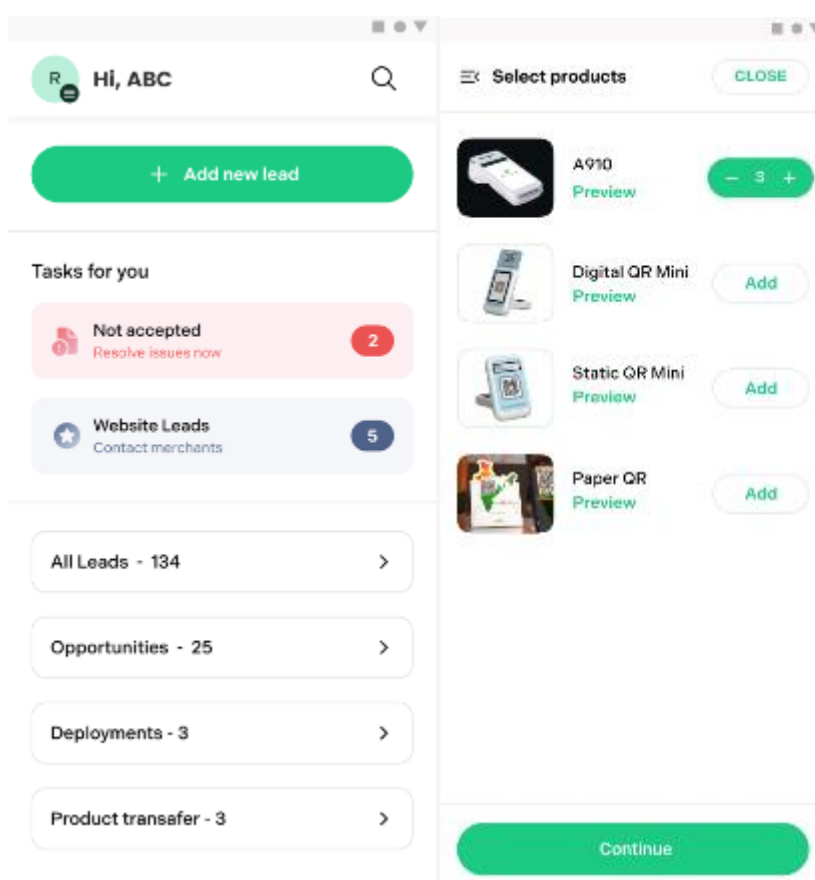 R
Hi, ABC
+ Add new lead
Tasks for you
Not accepted
Resolve issues now
2
Website Leads
Contact merchants
5
All Leads - 134
Opportunities - 25
Deployments - 3
Product transafer - 3
Select products
CLOSE
A910
Preview
- 3 +
Digital QR Mini
Preview
Add
Static QR Mini
Preview
Add
Paper QR
Preview
Add
Continue